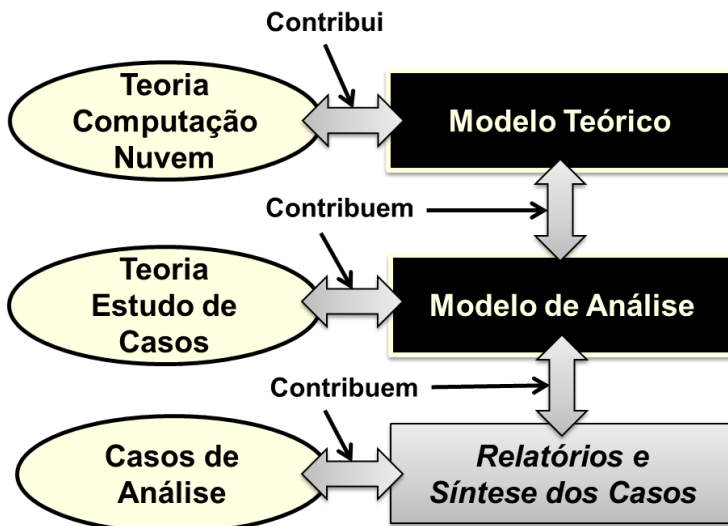 Contribui
Teoria
Computação
Nuvem
Modelo Teórico
Contribuem
Teoria
Estudo de
Casos
Modelo de Análise
Contribuem
Casos de
Análise
Relatórios e
Síntese dos Casos